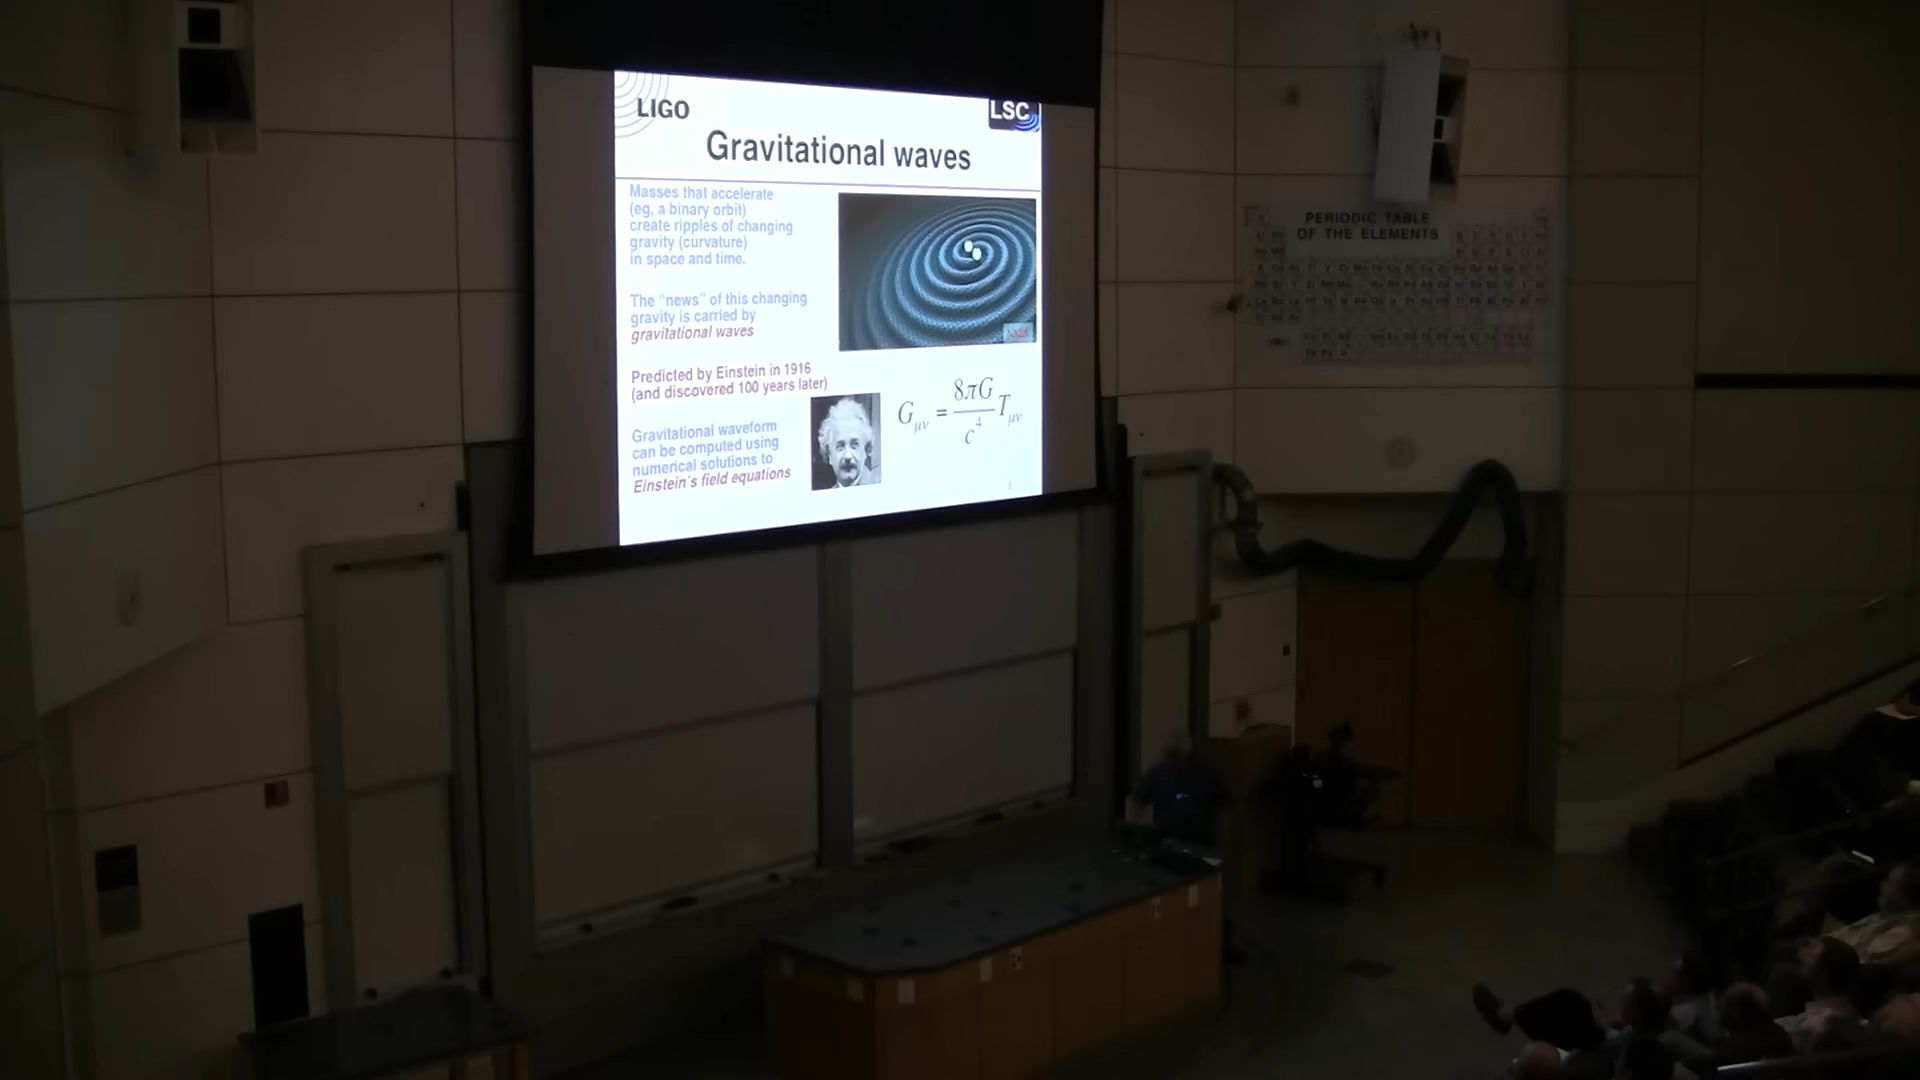 LIGO
LSC
Gravitational waves
Masses that accelerate
(eg, a binary orbit)
create ripples of changing
gravity (curvature)
in space and time.
The “news” of this changing
gravity is carried by
gravitational waves
Predicted by Einstein in 1916
(and discovered 100 years later)
Gravitational waveform
can be computed using
numerical solutions to
Einstein's field equations
G_μν = 8πG/c^4 T_μν
PERIODIC TABLE
OF THE ELEMENTS